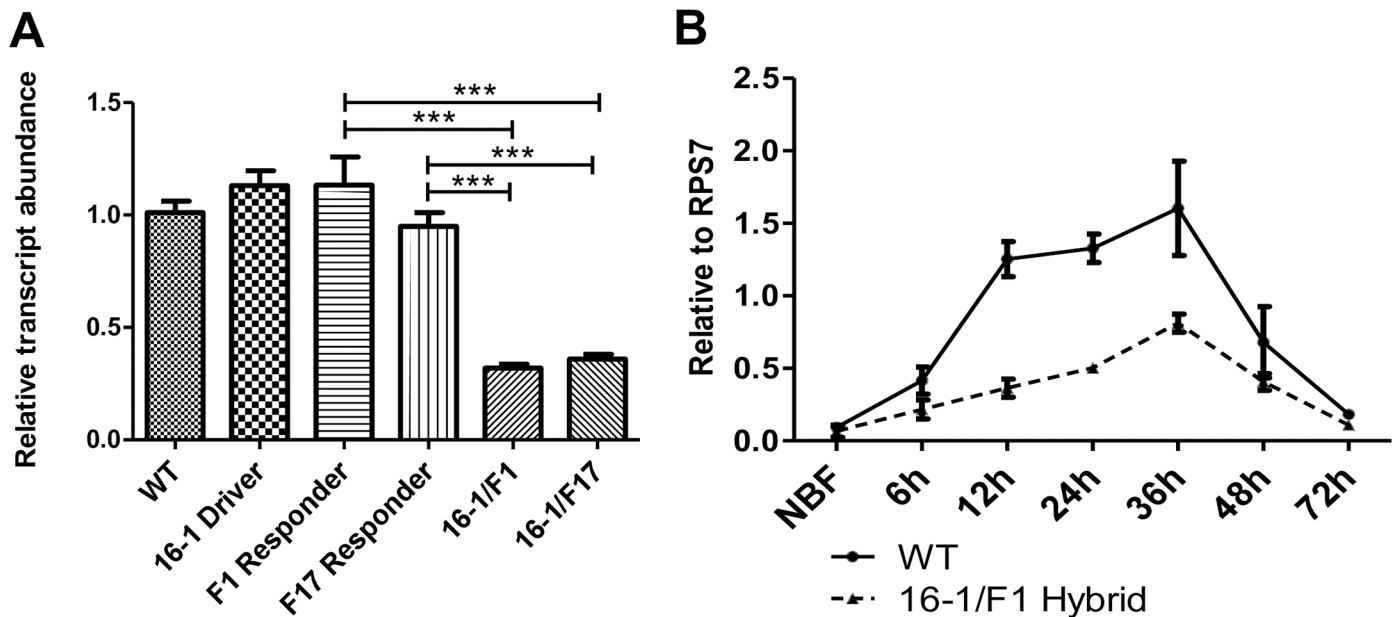 A
Relative transcript abundance
1.5
1.0
0.5
0.0
***
***
***
***
WT
16-1 Driver
F1 Responder
F17 Responder
16-1/F1
16-1/F17
B
Relative to RPS7
2.5
2.0
1.5
1.0
0.5
0.0
NBF
6h
12h
24h
36h
48h
72h
WT
16-1/F1 Hybrid